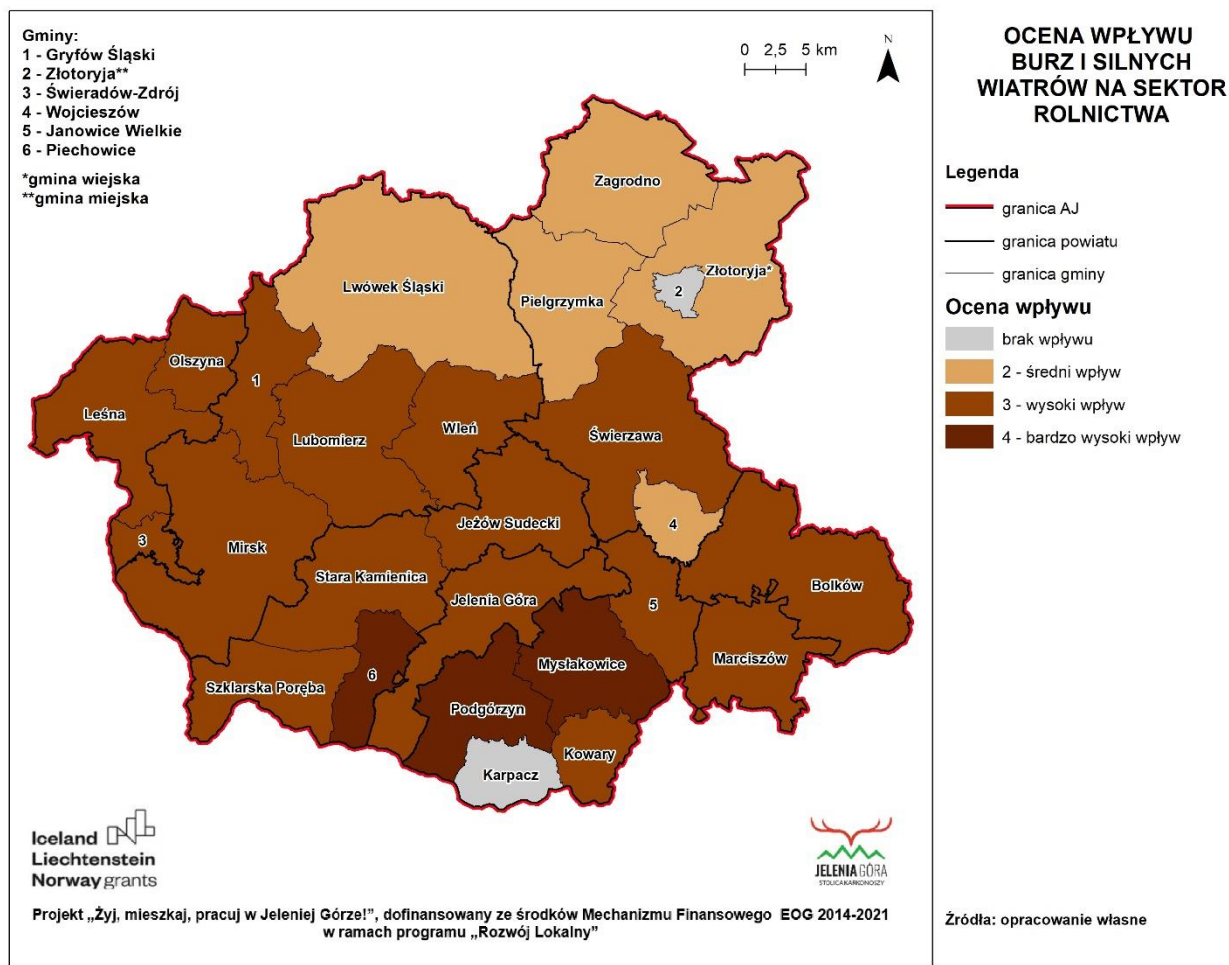 Gminy:
1 - Gryfów Śląski
2 - Złotoryja**
3 - Świeradów-Zdrój
4 - Wojcieszów
5 - Janowice Wielkie
6 - Piechowice
*gmina wiejska
**gmina miejska
0 2,5 5 km
N
OCENA WPŁYWU
BURZ I SILNYCH
WIATRÓW NA SEKTOR
ROLNICTWA
Legenda
granica AJ
granica powiatu
granica gminy
Ocena wpływu
brak wpływu
2 - średni wpływ
3 - wysoki wpływ
4 - bardzo wysoki wpływ
Zagrodno
Złotoryja*
2
Lwówek Śląski
Pielgrzymka
Olszyna
1
Leśna
Lubomierz
Wleń
Świerzawa
4
3
Mirsk
Jeżów Sudecki
Stara Kamienica
Jelenia Góra
5
Bolków
Marciszów
Mysłakowice
6
Szklarska Poręba
Podgórzyn
Kowary
Karpacz
Iceland
Liechtenstein
Norway grants
JELENIA GÓRA
STOLICA KARKONOSZY
Projekt „Żyj, mieszkaj, pracuj w Jeleniej Górze!”, dofinansowany ze środków Mechanizmu Finansowego EOG 2014-2021
w ramach programu „Rozwój Lokalny”
Źródła: opracowanie własne